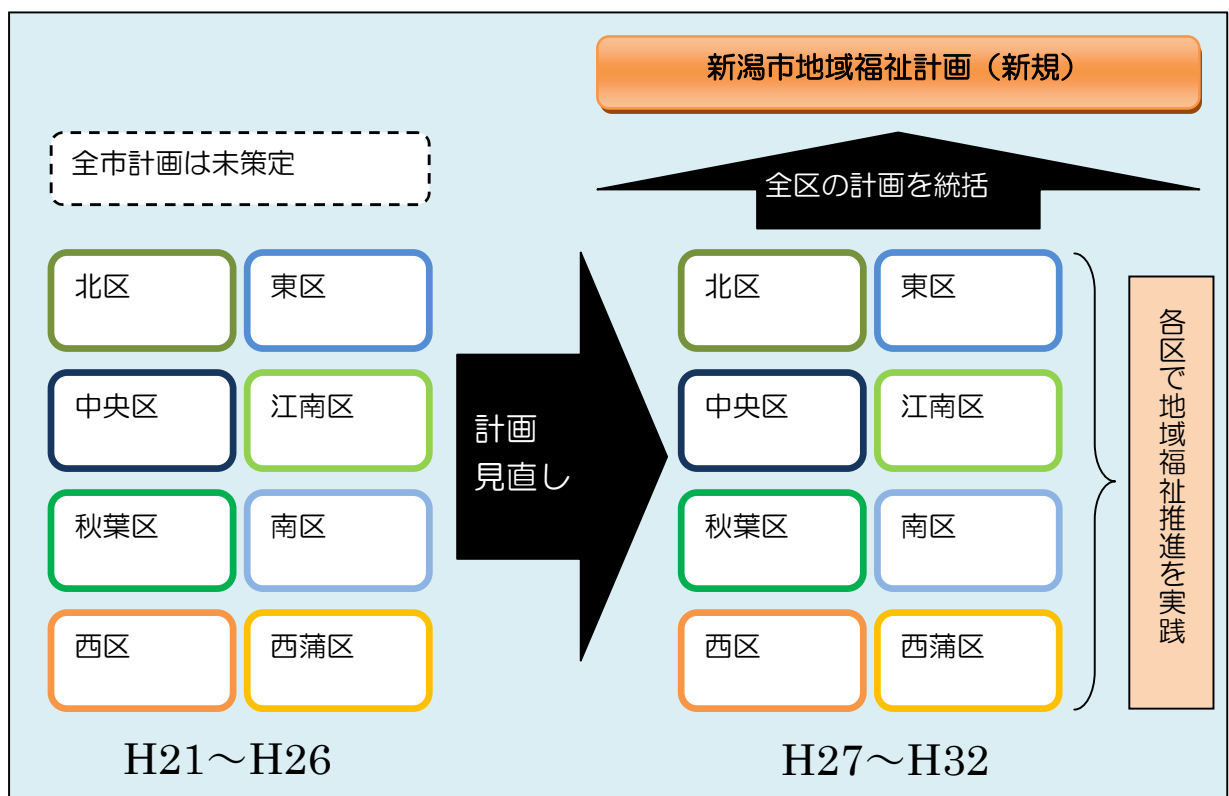 新潟市地域福祉計画（新規）
全市計画は未策定
全区の計画を統括
北区
東区
中央区
江南区
秋葉区
南区
西区
西蒲区
H21～H26
計画
見直し
北区
東区
中央区
江南区
秋葉区
南区
西区
西蒲区
各区で地域福祉推進を実践
H27～H32